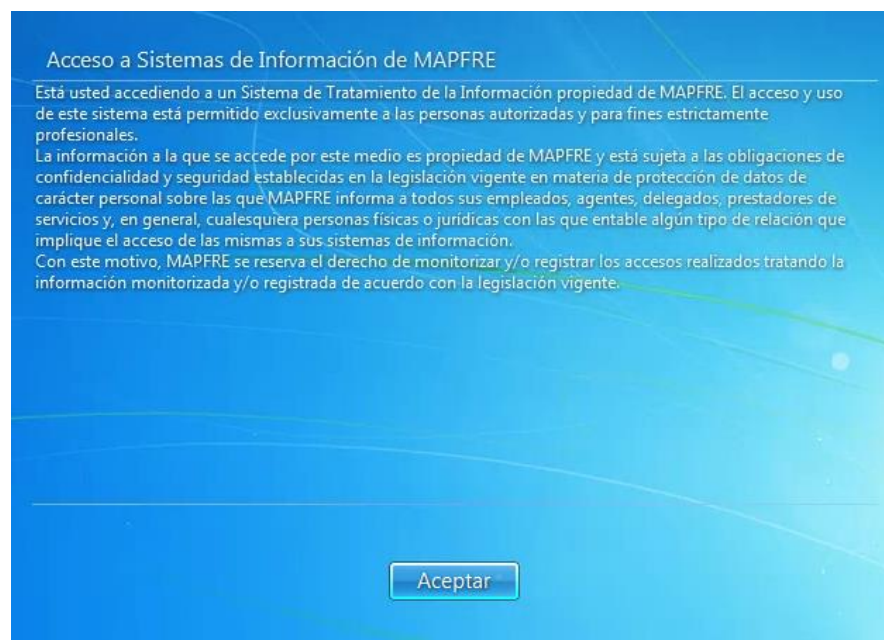 Acceso a Sistemas de Información de MAPFRE
Está usted accediendo a un Sistema de Tratamiento de la Información propiedad de MAPFRE. El acceso y uso
de este sistema está permitido exclusivamente a las personas autorizadas y para fines estrictamente
profesionales.
La información a la que se accede por este medio es propiedad de MAPFRE y está sujeta a las obligaciones de
confidencialidad y seguridad establecidas en la legislación vigente en materia de protección de datos de
carácter personal sobre las que MAPFRE informa a todos sus empleados, agentes, delegados, prestadores de
servicios y, en general, cualesquiera personas físicas o jurídicas con las que entable algún tipo de relación que
implique el acceso de las mismas a sus sistemas de información.
Con este motivo, MAPFRE se reserva el derecho de monitorizar y/o registrar los accesos realizados tratando la
información monitorizada y/o registrada de acuerdo con la legislación vigente.
Aceptar